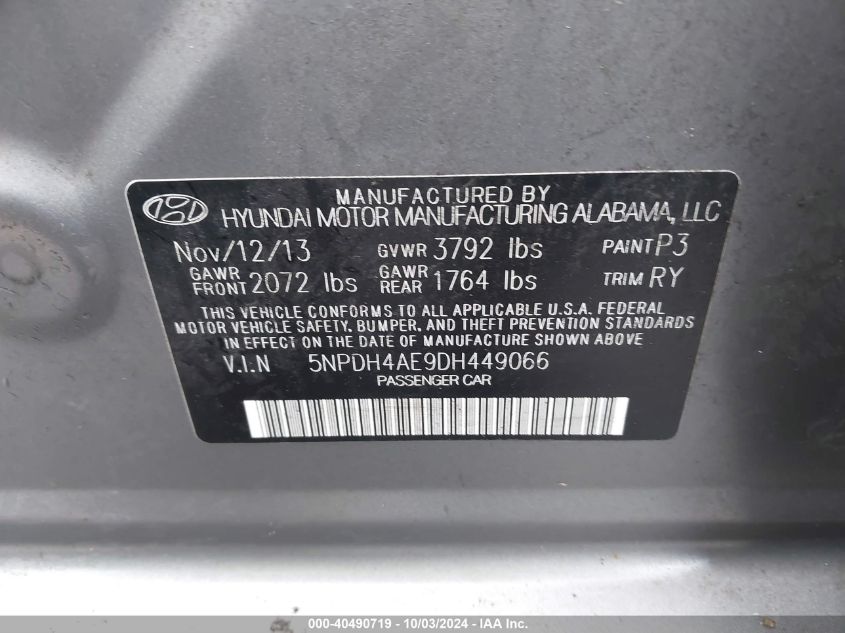 MANUFACTURED BY
HYUNDAI MOTOR MANUFACTURING ALABAMA, LLC
Nov/12/13 GVWR 3792 lbs PAINT P3
GAWR FRONT 2072 lbs GAWR REAR 1764 lbs TRIM RY
THIS VEHICLE CONFORMS TO ALL APPLICABLE U.S.A. FEDERAL
MOTOR VEHICLE SAFETY, BUMPER, AND THEFT PREVENTION STANDARDS
IN EFFECT ON THE DATE OF MANUFACTURE SHOWN ABOVE
V.I.N 5NPDH4AE9DH449066
PASSENGER CAR
000-40490719 - 10/03/2024 - IAA Inc.